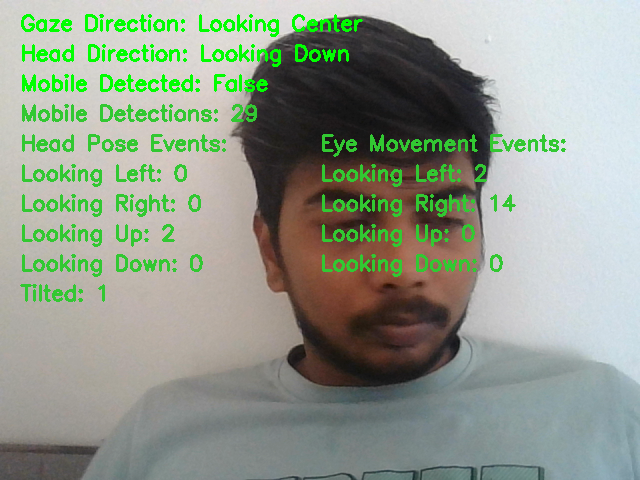 Gaze Direction: Looking Center
Head Direction: Looking Down
Mobile Detected: False
Mobile Detections: 29
Head Pose Events:
Looking Left: 0
Looking Right: 0
Looking Up: 2
Looking Down: 0
Tilted: 1
Eye Movement Events:
Looking Left: 2
Looking Right: 14
Looking Up: 0
Looking Down: 0